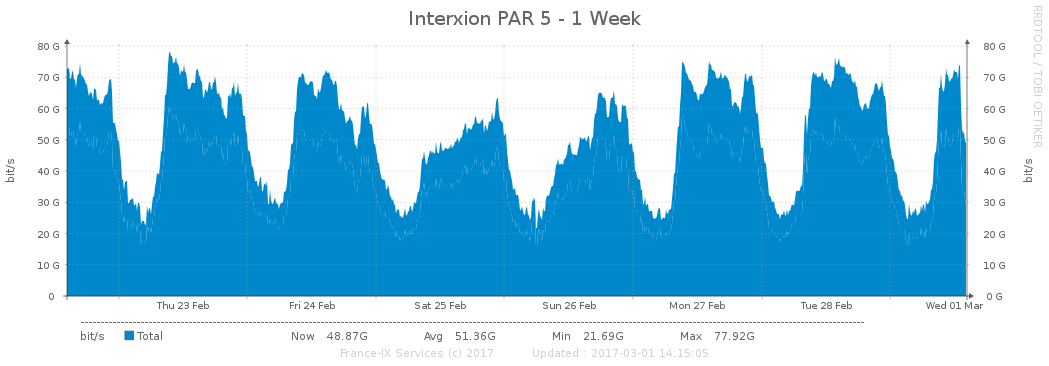 Interxion PAR 5 - 1 Week
RRDTOOL / TOBI OETIKER
80 G 80 G
70 G 70 G
60 G 60 G
50 G 50 G
40 G 40 G
30 G 30 G
20 G 20 G
10 G 10 G
0 0 G
bit/s bit/s
Thu 23 Feb Fri 24 Feb Sat 25 Feb Sun 26 Feb Mon 27 Feb Tue 28 Feb Wed 01 Mar
bit/s Total Now 48.87G Avg 51.36G Min 21.69G Max 77.92G
France-IX Services (c) 2017 Updated : 2017-03-01 14:15:05